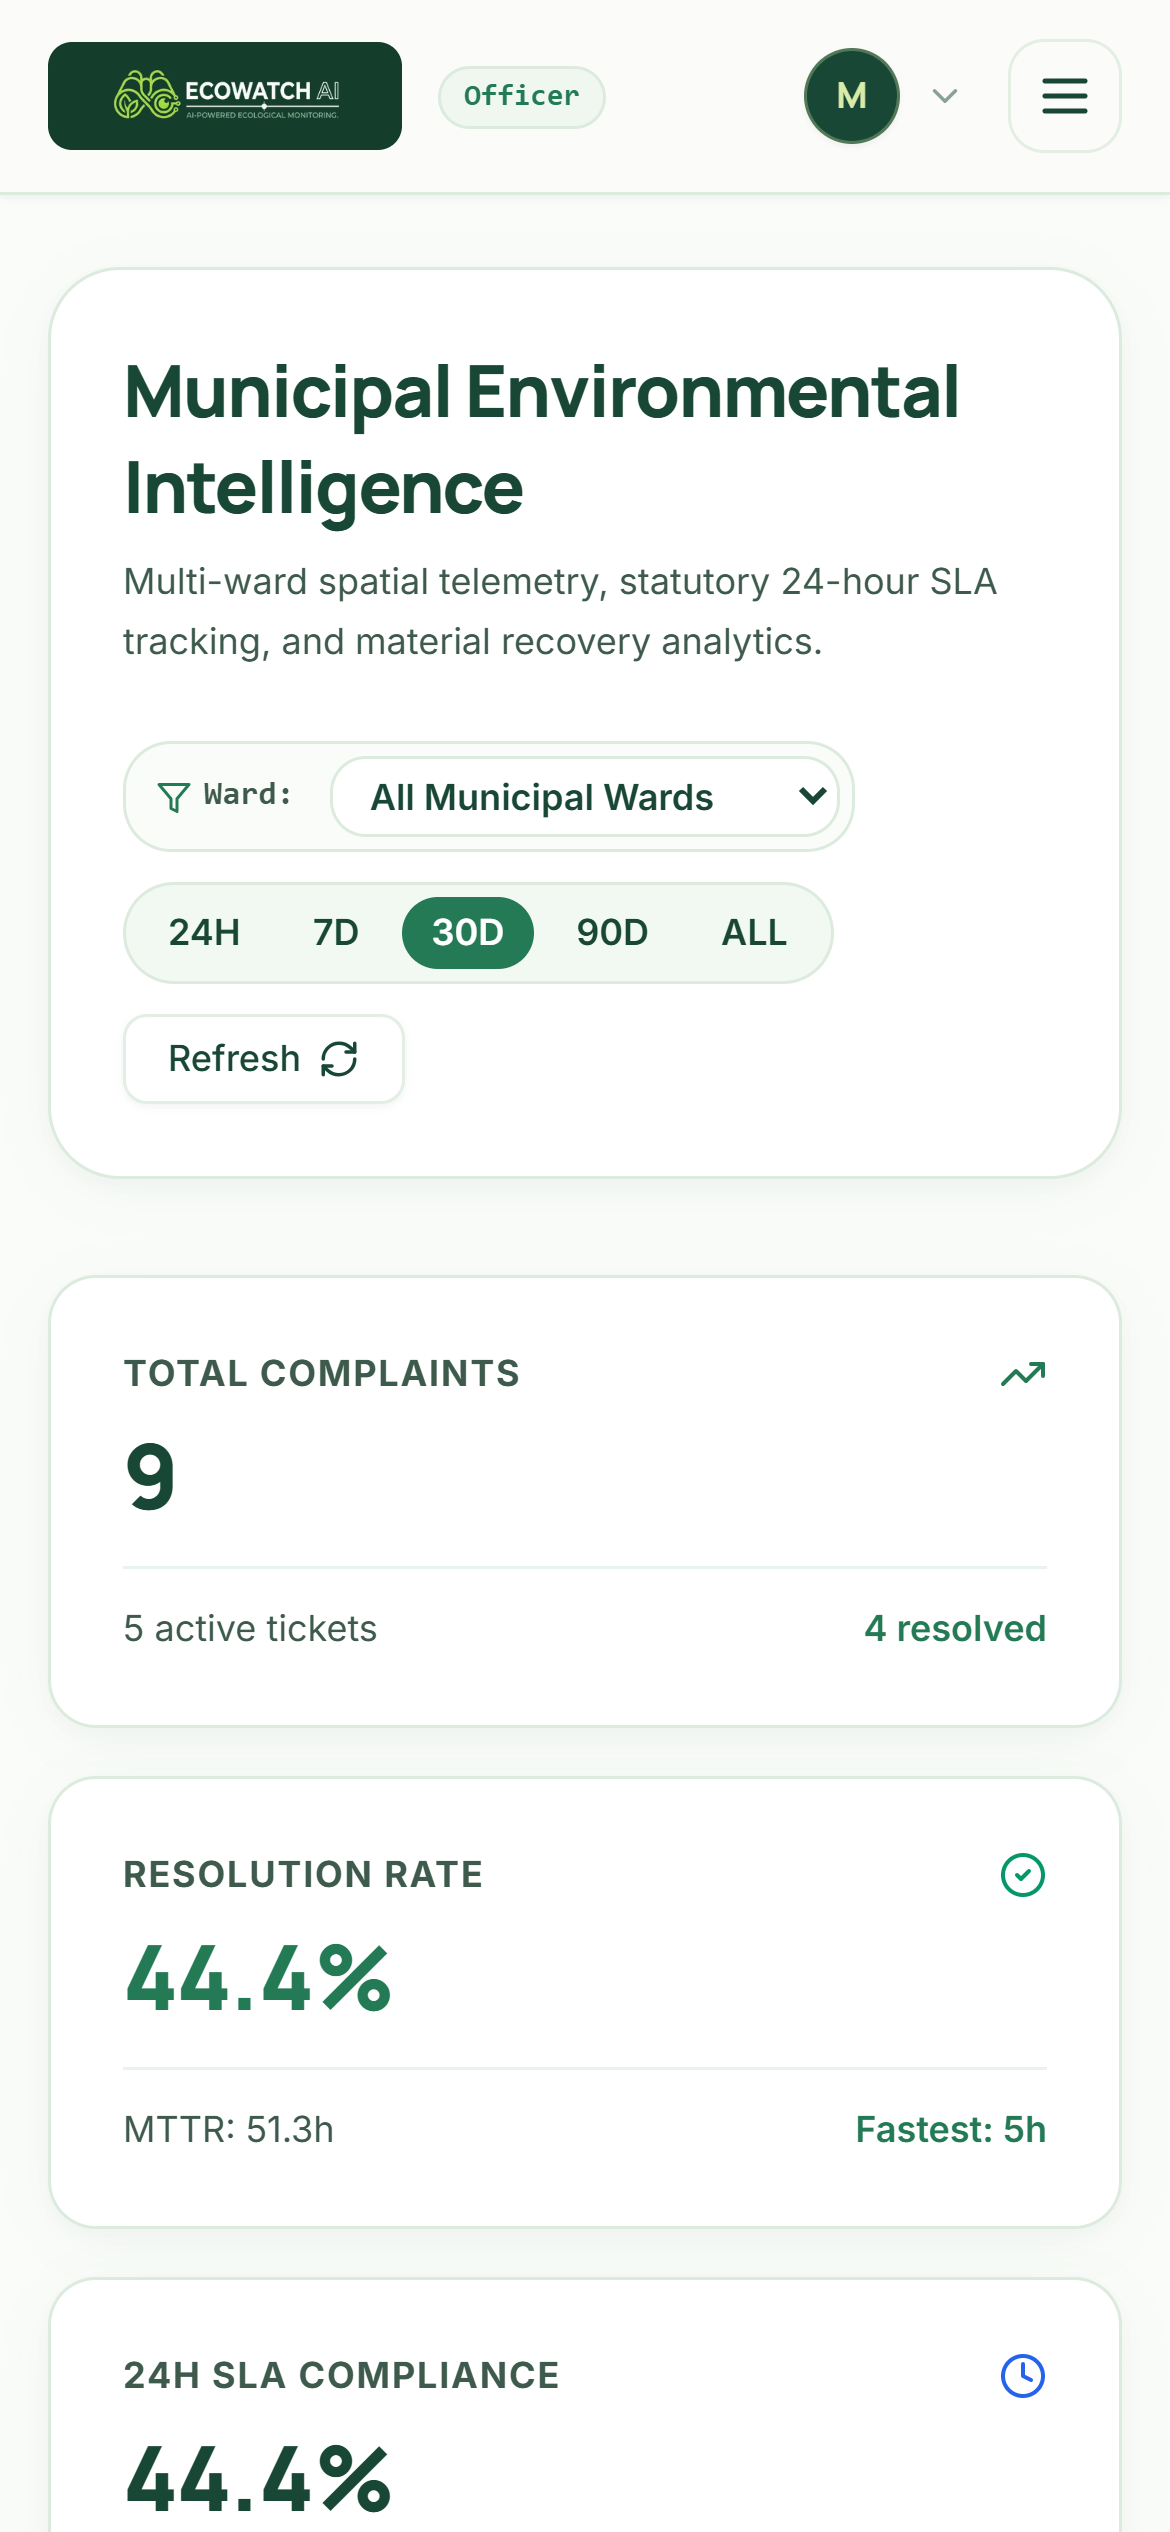 ECOWATCH AI
AI-POWERED ECOLOGICAL MONITORING.
Officer
M
Municipal Environmental
Intelligence
Multi-ward spatial telemetry, statutory 24-hour SLA
tracking, and material recovery analytics.
Ward:
All Municipal Wards
24H 7D 30D 90D ALL
Refresh
TOTAL COMPLAINTS
9
5 active tickets
4 resolved
RESOLUTION RATE
44.4%
MTTR: 51.3h
Fastest: 5h
24H SLA COMPLIANCE
44.4%